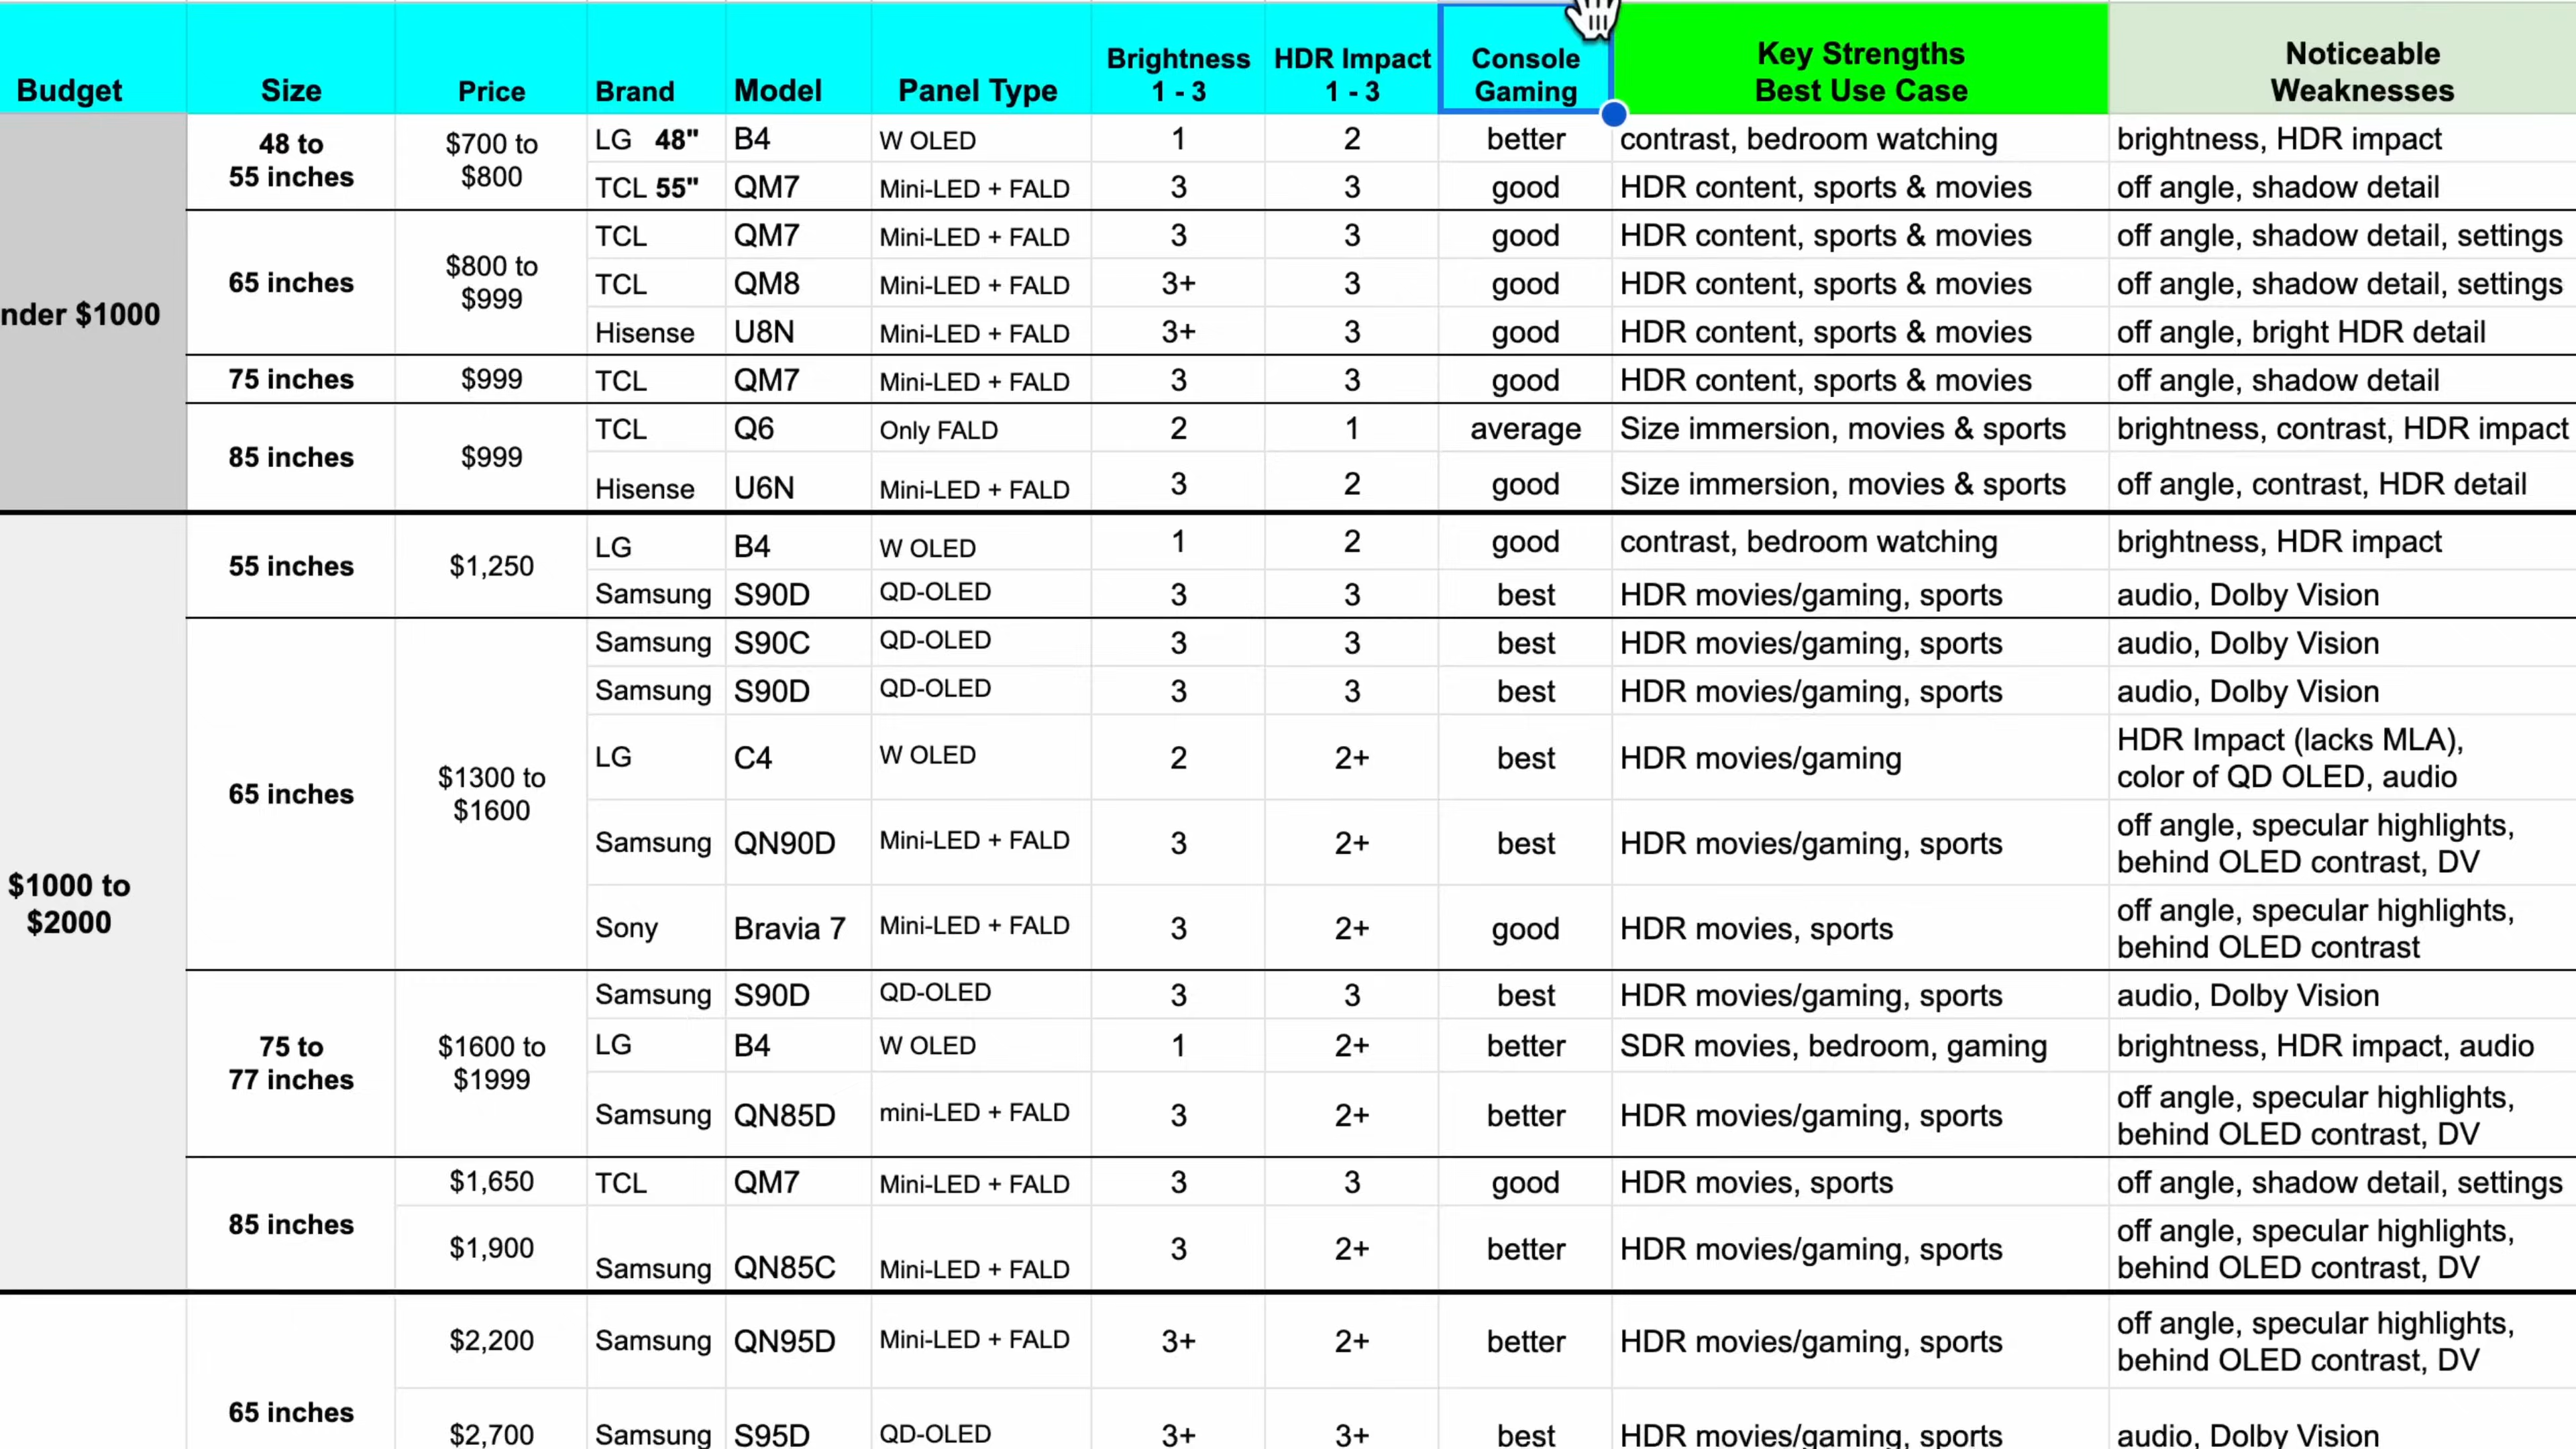 Budget Size Price Brand Model Panel Type Brightness 1 - 3 HDR Impact 1 - 3 Console Gaming Key Strengths Best Use Case Noticeable Weaknesses
nder $1000
48 to 55 inches $700 to $800 LG 48" B4 W OLED 1 2 better contrast, bedroom watching brightness, HDR impact
TCL 55" QM7 Mini-LED + FALD 3 3 good HDR content, sports & movies off angle, shadow detail
65 inches $800 to $999 TCL QM7 Mini-LED + FALD 3 3 good HDR content, sports & movies off angle, shadow detail, settings
TCL QM8 Mini-LED + FALD 3+ 3 good HDR content, sports & movies off angle, shadow detail, settings
Hisense U8N Mini-LED + FALD 3+ 3 good HDR content, sports & movies off angle, bright HDR detail
75 inches $999 TCL QM7 Mini-LED + FALD 3 3 good HDR content, sports & movies off angle, shadow detail
85 inches $999 TCL Q6 Only FALD 2 1 average Size immersion, movies & sports brightness, contrast, HDR impact
Hisense U6N Mini-LED + FALD 3 2 good Size immersion, movies & sports off angle, contrast, HDR detail
$1000 to $2000
55 inches $1,250 LG B4 W OLED 1 2 good contrast, bedroom watching brightness, HDR impact
Samsung S90D QD-OLED 3 3 best HDR movies/gaming, sports audio, Dolby Vision
65 inches $1300 to $1600 Samsung S90C QD-OLED 3 3 best HDR movies/gaming, sports audio, Dolby Vision
Samsung S90D QD-OLED 3 3 best HDR movies/gaming, sports audio, Dolby Vision
LG C4 W OLED 2 2+ best HDR movies/gaming HDR Impact (lacks MLA), color of QD OLED, audio
Samsung QN90D Mini-LED + FALD 3 2+ best HDR movies/gaming, sports off angle, specular highlights, behind OLED contrast, DV
Sony Bravia 7 Mini-LED + FALD 3 2+ good HDR movies, sports off angle, specular highlights, behind OLED contrast
75 to 77 inches $1600 to $1999 Samsung S90D QD-OLED 3 3 best HDR movies/gaming, sports audio, Dolby Vision
LG B4 W OLED 1 2+ better SDR movies, bedroom, gaming brightness, HDR impact, audio
Samsung QN85D mini-LED + FALD 3 2+ better HDR movies/gaming, sports off angle, specular highlights, behind OLED contrast, DV
85 inches $1,650 TCL QM7 Mini-LED + FALD 3 3 good HDR movies, sports off angle, shadow detail, settings
$1,900 Samsung QN85C Mini-LED + FALD 3 2+ better HDR movies/gaming, sports off angle, specular highlights, behind OLED contrast, DV
65 inches $2,200 Samsung QN95D Mini-LED + FALD 3+ 2+ better HDR movies/gaming, sports off angle, specular highlights, behind OLED contrast, DV
$2,700 Samsung S95D QD-OLED 3+ 3+ best HDR movies/gaming, sports audio, Dolby Vision